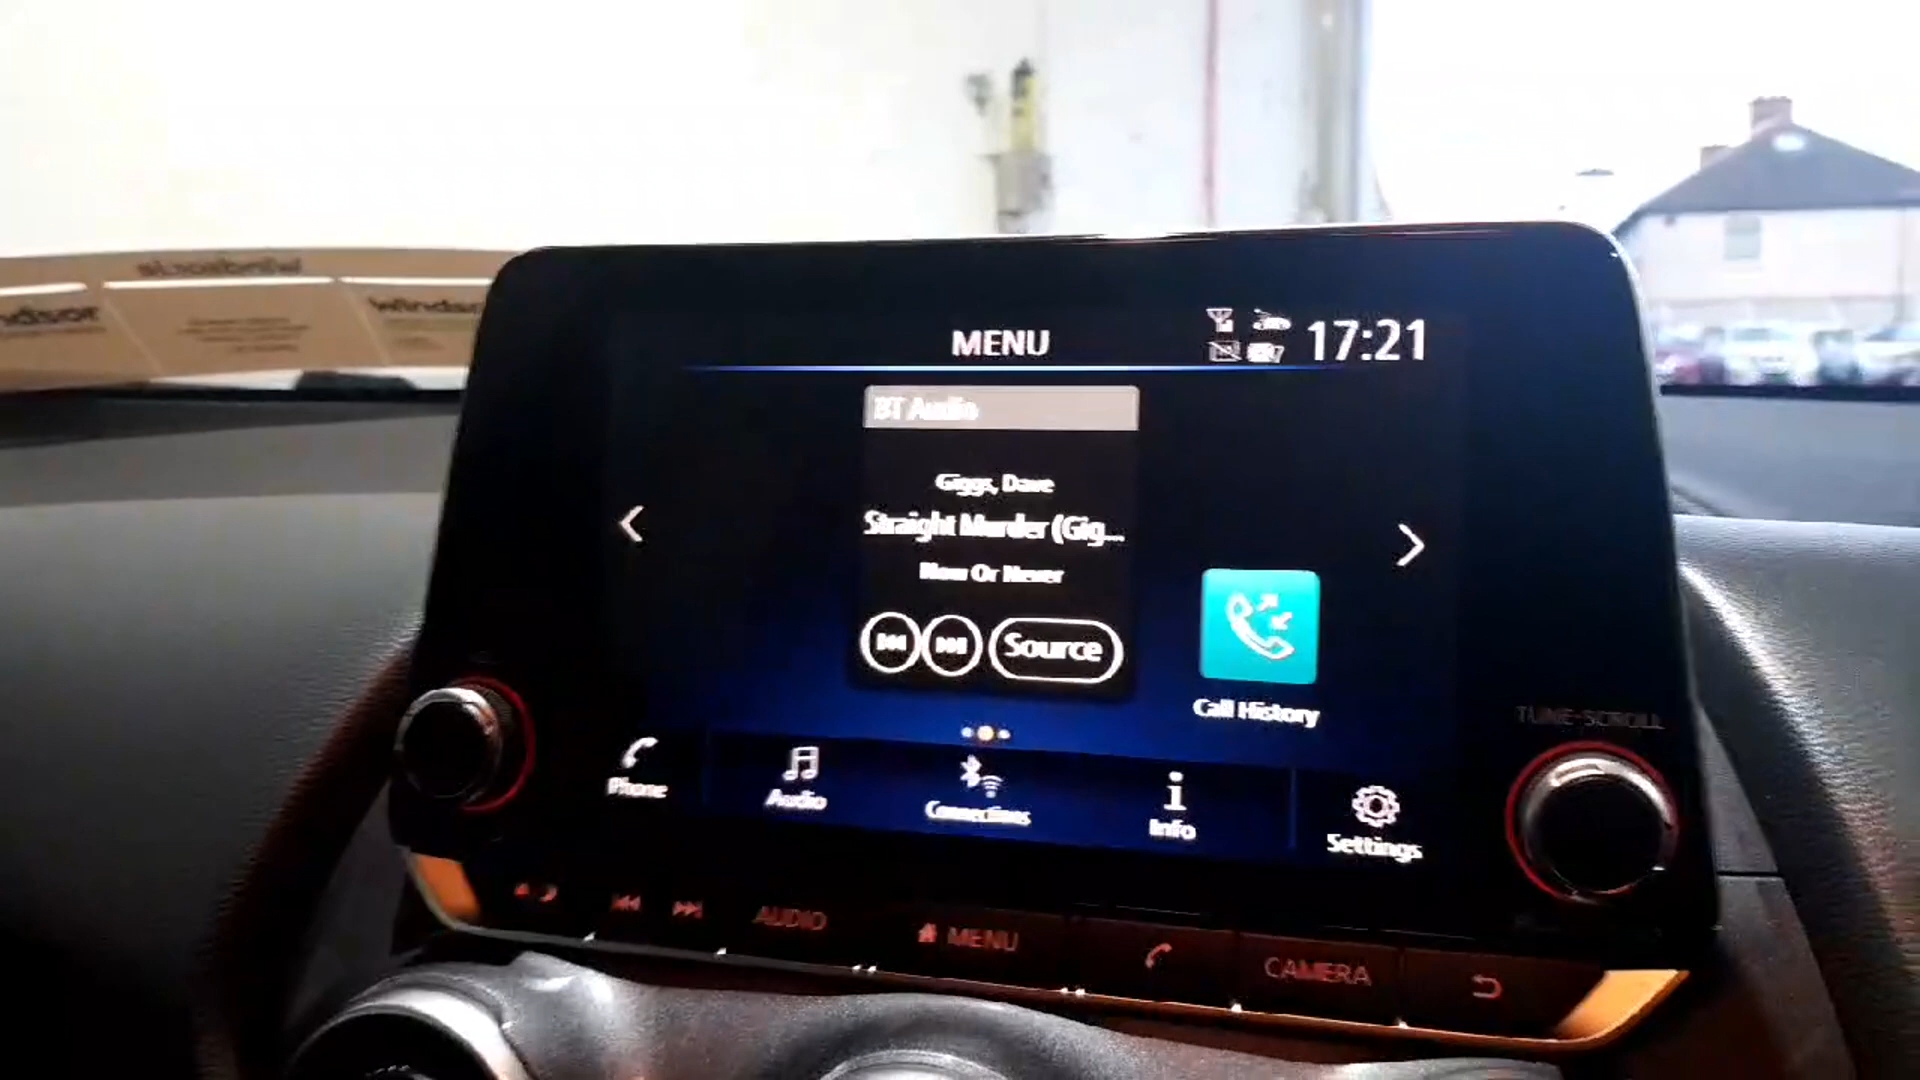 Windsor
MENU
17:21
BT Audio
Giggs, Dave
Straight Murder (Gig...
Now Or Never
Source
Call History
Phone
Audio
Connections
Info
Settings
TUNE·SCROLL
AUDIO
MENU
CAMERA